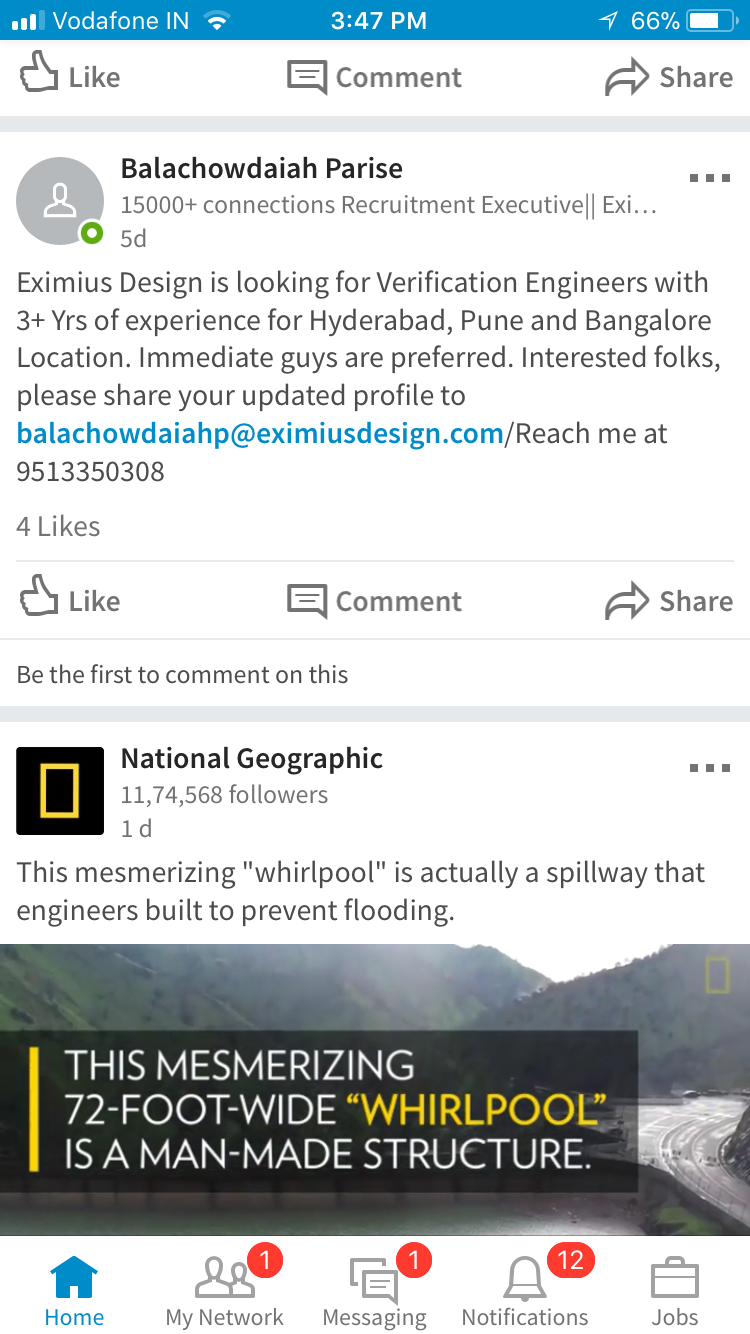 Vodafone IN 3:47 PM 66%
Like Comment Share
Balachowdaiah Parise
15000+ connections Recruitment Executive|| Exi...
5d
Eximius Design is looking for Verification Engineers with
3+ Yrs of experience for Hyderabad, Pune and Bangalore
Location. Immediate guys are preferred. Interested folks,
please share your updated profile to
balachowdaiahp@eximiusdesign.com/Reach me at
9513350308
4 Likes
Like Comment Share
Be the first to comment on this
National Geographic
11,74,568 followers
1 d
This mesmerizing "whirlpool" is actually a spillway that
engineers built to prevent flooding.
THIS MESMERIZING
72-FOOT-WIDE “WHIRLPOOL”
IS A MAN-MADE STRUCTURE.
1 1 12
Home My Network Messaging Notifications Jobs